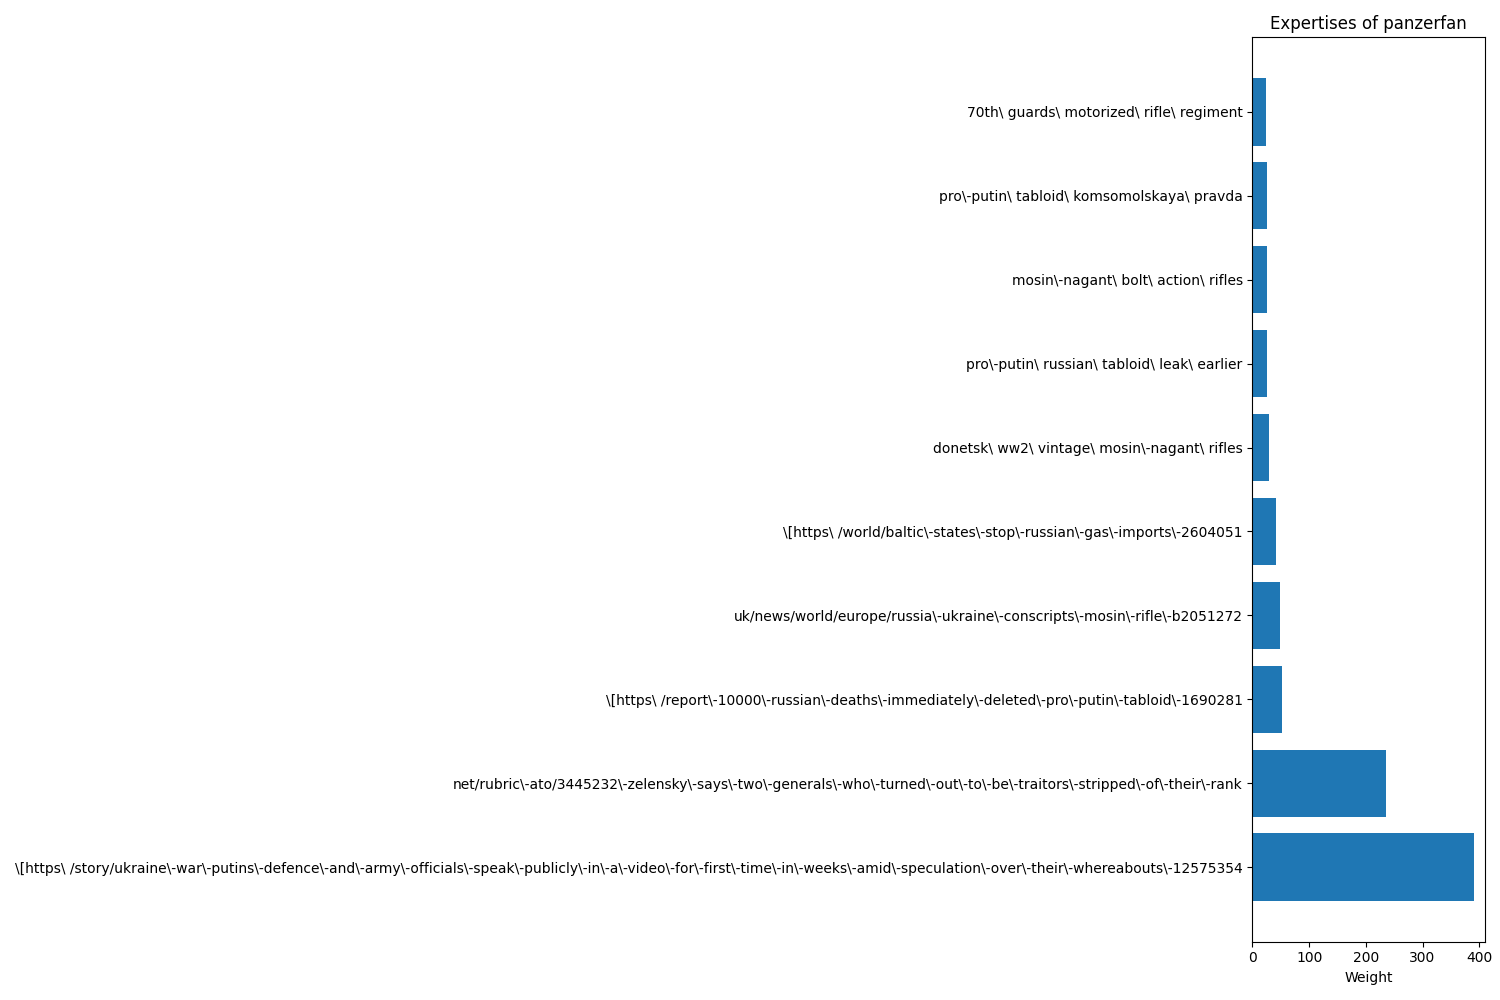 Expertises of panzerfan
70th\ guards\ motorized\ rifle\ regiment
pro\-putin\ tabloid\ komsomolskaya\ pravda
mosin\-nagant\ bolt\ action\ rifles
pro\-putin\ russian\ tabloid\ leak\ earlier
donetsk\ ww2\ vintage\ mosin\-nagant\ rifles
\[https\ /world/baltic\-states\-stop\-russian\-gas\-imports\-2604051
uk/news/world/europe/russia\-ukraine\-conscripts\-mosin\-rifle\-b2051272
\[https\ /report\-10000\-russian\-deaths\-immediately\-deleted\-pro\-putin\-tabloid\-1690281
net/rubric\-ato/3445232\-zelensky\-says\-two\-generals\-who\-turned\-out\-to\-be\-traitors\-stripped\-of\-their\-rank
\[https\ /story/ukraine\-war\-putins\-defence\-and\-army\-officials\-speak\-publicly\-in\-a\-video\-for\-first\-time\-in\-weeks\-amid\-speculation\-over\-their\-whereabouts\-12575354
0 100 200 300 400
Weight